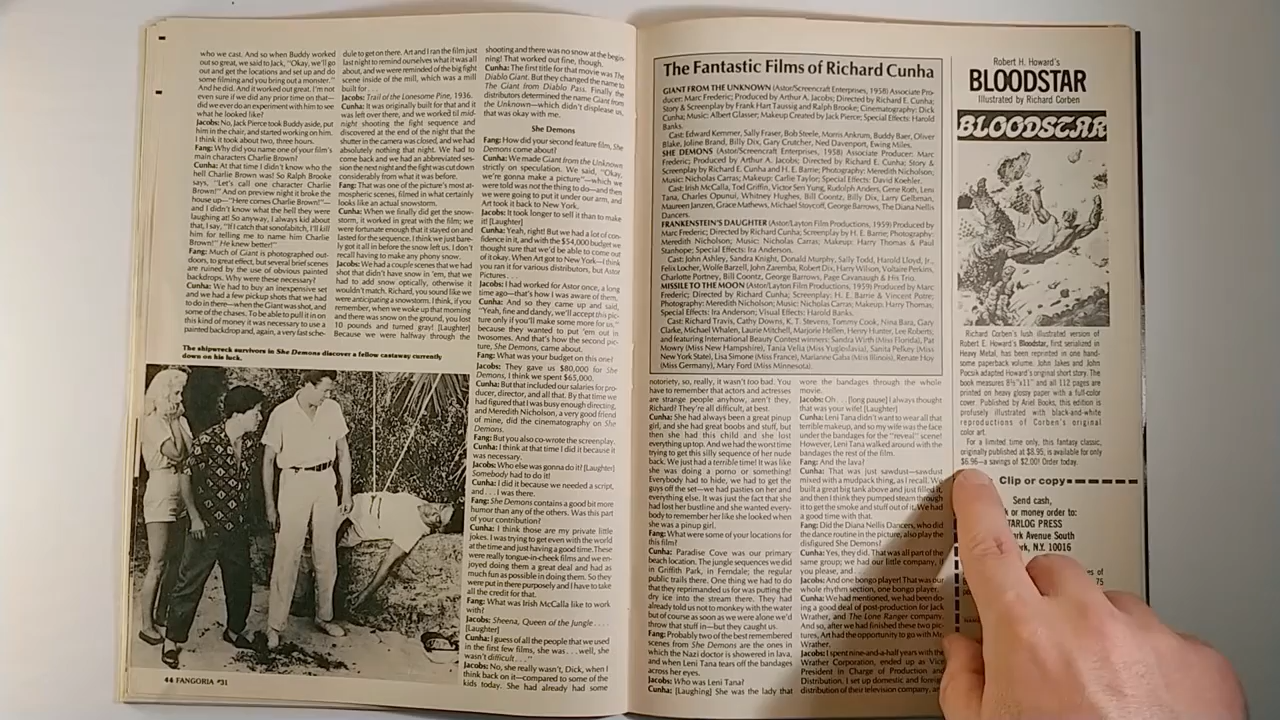 who we cast. And so when Buddy worked
out so great, we said to Jack, "Okay, we'll go
out and get the locations and set up and do
some filming and you bring out a monster."
And he did. And it worked out great. I'm not
even sure if we did any prior time on that—
did we ever do an experiment with him to see
what he looked like?
Jacobs: No, Jack Pierce took Buddy aside, put
him in the chair, and started working on him.
I think it took about two, three hours.
Fang: Why did you name one of your film's
main characters Charlie Brown?
Cunha: At that time I didn't know who the
hell Charlie Brown was! So Ralph Brooke
says, "Let's call one character Charlie
Brown!" And on preview night it broke the
house up—"Here comes Charlie Brown!"—
and I didn't know what the hell they were
laughing at! So anyway, I always kid about
that, I say, "If I catch that sonofabitch, I'll kill
him for telling me to name him Charlie
Brown!" He knew better!
Fang: Much of Giant is photographed out-
doors, to great effect, but several brief scenes
are ruined by the use of obvious painted
backdrops. Why were these necessary?
Cunha: We had to buy an inexpensive set
and we had a few pickup shots that we had
to do in there—when the Giant was shot, and
some of the chases. To be able to pull it in on
this kind of money it was necessary to use a
painted backdrop and, again, a very fast sche-
dule to get on there. Art and I ran the film just
last night to remind ourselves what it was all
about, and we were reminded of the big fight
scene inside of the mill, which was a mill
built for . . .
Jacobs: Trail of the Lonesome Pine, 1936.
Cunha: It was originally built for that and it
was left over there, and we worked til mid-
night shooting the fight sequence and
discovered at the end of the night that the
shutter in the camera was closed, and we had
absolutely nothing that night. We had to
come back and we had an abbreviated ses-
sion the next night and the fight was cut down
considerably from what it was before.
Fang: That was one of the picture's most at-
mospheric scenes, filmed in what certainly
looks like an actual snowstorm.
Cunha: When we finally did get the snow-
storm, it worked in great with the film; we
were fortunate enough that it stayed on and
lasted for the sequence. I think we just bare-
ly got it all in before the snow left us. I don't
recall having to make any phony snow.
Jacobs: We had a couple scenes that we had
shot that didn't have snow in 'em, that we
had to add snow optically, otherwise it
wouldn't match. Richard, you sound like we
were anticipating a snowstorm. I think, if you
remember, when we woke up that morning
and there was snow on the ground, you lost
10 pounds and turned gray! [Laughter]
Because we were halfway through the
shooting and there was no snow at the begin-
ning! That worked out fine, though.
Cunha: The first title for that movie was The
Diablo Giant. But they changed the name to
The Giant from Diablo Pass. Finally the
distributors determined the name Giant from
the Unknown—which didn't displease us,
that was okay with me.
She Demons
Fang: How did your second feature film, She
Demons come about?
Cunha: We made Giant from the Unknown
strictly on speculation. We said, "Okay,
we're gonna make a picture"—which we
were told was not the thing to do—and then
we were going to put it under our arm, and
Art took it back to New York.
Jacobs: It took longer to sell it than to make
it! [Laughter]
Cunha: Yeah, right! But we had a lot of con-
fidence in it, and with the $54,000 budget we
thought sure that we'd be able to come out
of it okay. When Art got to New York—I think
you ran it for various distributors, but Astor
Pictures . . .
Jacobs: I had worked for Astor once, a long
time ago—that's how I was aware of them.
Cunha: And so they came up and said,
"Yeah, fine and dandy, we'll accept this pic-
ture only if you'll make some more for us,"
because they wanted to put 'em out in
twosomes. And that's how the second pic-
ture, She Demons, came about.
Fang: What was your budget on this one?
Jacobs: They gave us $80,000 for She
Demons, I think we spent $65,000.
Cunha: But that included our salaries for pro-
ducer, director, and all that. By that time we
had figured that I was busy enough directing,
and Meredith Nicholson, a very good friend
of mine, did the cinematography on She
Demons.
Fang: But you also co-wrote the screenplay.
Cunha: I think at that time I did it because it
was necessary.
Jacobs: Who else was gonna do it? [Laughter]
Somebody had to do it!
Cunha: I did it because we needed a script,
and . . . I was there.
Fang: She Demons contains a good bit more
humor than any of the others. Was this part
of your contribution?
Cunha: I think those are my private little
jokes. I was trying to get even with the world
at the time and just having a good time. These
were really tongue-in-cheek films and we en-
joyed doing them a great deal and had as
much fun as possible in doing them. So they
were put in there purposely and I have to take
all the credit for that.
Fang: What was Irish McCalla like to work
with?
Jacobs: Sheena, Queen of the Jungle . . . .
[Laughter]
Cunha: I guess of all the people that we used
in the first few films, she was . . . well, she
wasn't difficult . . ."
Jacobs: No, she really wasn't, Dick, when I
think back on it—compared to some of the
kids today. She had already had some
The shipwreck survivors in She Demons discover a fellow castaway currently
down on his luck.
44 FANGORIA #31
The Fantastic Films of Richard Cunha
GIANT FROM THE UNKNOWN (Astor/Screencraft Enterprises, 1958) Associate Pro-
ducer: Marc Frederic; Produced by Arthur A. Jacobs; Directed by Richard E. Cunha;
Story & Screenplay by Frank Hart Taussig and Ralph Brooke; Cinematography: Dick
Cunha; Music: Albert Glasser; Makeup Created by Jack Pierce; Special Effects: Harold
Banks.
Cast: Edward Kemmer, Sally Fraser, Bob Steele, Morris Ankrum, Buddy Baer, Oliver
Blake, Joline Brand, Billy Dix, Gary Crutcher, Ned Davenport, Ewing Miles.
SHE DEMONS (Astor/Screencraft Enterprises, 1958) Associate Producer: Marc
Frederic; Produced by Arthur A. Jacobs; Directed by Richard E. Cunha; Story &
Screenplay by Richard E. Cunha and H. E. Barrie; Photography: Meredith Nicholson;
Music: Nicholas Carras; Makeup: Carlie Taylor; Special Effects: David Koehler.
Cast: Irish McCalla, Tod Griffin, Victor Sen Yung, Rudolph Anders, Gene Roth, Leni
Tana, Charles Opunui, Whitney Hughes, Bill Coontz, Billy Dix, Larry Gelbman,
Maureen Janzen, Grace Mathews, Michael Stoycoff, George Barrows, The Diana Nellis
Dancers.
FRANKENSTEIN'S DAUGHTER (Astor/Layton Film Productions, 1959) Produced by
Marc Frederic; Directed by Richard Cunha; Screenplay by H. E. Barrie; Photography:
Meredith Nicholson; Music: Nicholas Carras; Makeup: Harry Thomas & Paul
Stanhope; Special Effects: Ira Anderson.
Cast: John Ashley, Sandra Knight, Donald Murphy, Sally Todd, Harold Lloyd, Jr.,
Felix Locher, Wolfe Barzell, John Zaremba, Robert Dix, Harry Wilson, Voltaire Perkins,
Charlotte Portney, Bill Coontz, George Barrows, Page Cavanaugh & His Trio.
MISSILE TO THE MOON (Astor/Layton Film Productions, 1959) Produced by Marc
Frederic; Directed by Richard Cunha; Screenplay: H. E. Barrie & Vincent Fotre;
Photography: Meredith Nicholson; Music: Nicholas Carras; Makeup: Harry Thomas;
Special Effects: Ira Anderson; Visual Effects: Harold Banks.
Cast: Richard Travis, Cathy Downs, K. T. Stevens, Tommy Cook, Nina Bara, Gary
Clarke, Michael Whalen, Laurie Mitchell, Marjorie Hellen, Henry Hunter, Lee Roberts,
and featuring International Beauty Contest winners: Sandra Wirth (Miss Florida), Pat
Mowry (Miss New Hampshire), Tania Velia (Miss Yugoslavia), Sanita Pelkey (Miss
New York State), Lisa Simone (Miss France), Marianne Gaba (Miss Illinois), Renate Hoy
(Miss Germany), Mary Ford (Miss Minnesota).
notoriety, so, really, it wasn't too bad. You
have to remember that actors and actresses
are strange people anyhow, aren't they,
Richard? They're all difficult, at best.
Cunha: She had always been a great pinup
girl, and she had great boobs and stuff, but
then she had this child and she lost
everything up top. And we had the worst time
trying to get this silly sequence of her nude
back. We just had a terrible time! It was like
she was doing a porno or something!
Everybody had to hide, we had to get the
guys off the set—we had pasties on her and
everything else. It was just the fact that she
had lost her bustline and she wanted every-
body to remember her like she looked when
she was a pinup girl.
Fang: What were some of your locations for
this film?
Cunha: Paradise Cove was our primary
beach location. The jungle sequences we did
in Griffith Park, in Ferndale; the regular
public trails there. One thing we had to do
that they reprimanded us for was putting the
dry ice into the stream there. They had
already told us not to monkey with the water
but of course as soon as we were alone we'd
throw that stuff in—but they caught us.
Fang: Probably two of the best remembered
scenes from She Demons are the ones in
which the Nazi doctor is showered in lava,
and when Leni Tana tears off the bandages
across her eyes.
Jacobs: Who was Leni Tana?
Cunha: [Laughing] She was the lady that
wore the bandages through the whole
movie.
Jacobs: Oh . . . [long pause] I always thought
that was your wife! [Laughter]
Cunha: Leni Tana didn't want to wear all that
terrible makeup, and so my wife was the face
under the bandages for the "reveal" scene!
However, Leni Tana walked around with the
bandages the rest of the film.
Fang: And the lava?
Cunha: That was just sawdust—sawdust
mixed with a mudpack thing, as I recall. We
built a great big tank above and just filled it,
and then I think they pumped steam through
it to get the smoke and stuff out of it. We had
a good time with that.
Fang: Did the Diana Nellis Dancers, who did
the dance routine in the picture, also play the
disfigured She Demons?
Cunha: Yes, they did. That was all part of the
same group; we had our little company, if
you please, and . . .
Jacobs: And one bongo player! That was our
whole rhythm section, one bongo player.
Cunha: We had mentioned, we had been do-
ing a good deal of post-production for Jack
Wrather, and The Lone Ranger company.
And so, after we had finished these two pic-
tures, Art had the opportunity to go with Mr.
Wrather.
Jacobs: I spent nine-and-a-half years with the
Wrather Corporation, ended up as Vice
President in Charge of Production and
Distribution, I set up domestic and foreign
distribution of their television company, and
Robert H. Howard's
BLOODSTAR
Illustrated by Richard Corben
BLOODSTAR
Richard Corben's lush illustrated version of
Robert E. Howard's Bloodstar, first serialized in
Heavy Metal, has been reprinted in one hand-
some paperback volume. John Jakes and John
Pocsik adapted Howard's original short story. The
book measures 8½"x11" and all 112 pages are
printed on heavy glossy paper with a full-color
cover. Published by Ariel Books, this edition is
profusely illustrated with black-and-white
reproductions of Corben's original
color art.
For a limited time only, this fantasy classic,
originally published at $8.95, is available for only
$6.96—a savings of $2.00! Order today.
Clip or copy
Send cash,
k or money order to:
TARLOG PRESS
ark Avenue South
rk, N.Y. 10016
es of
75